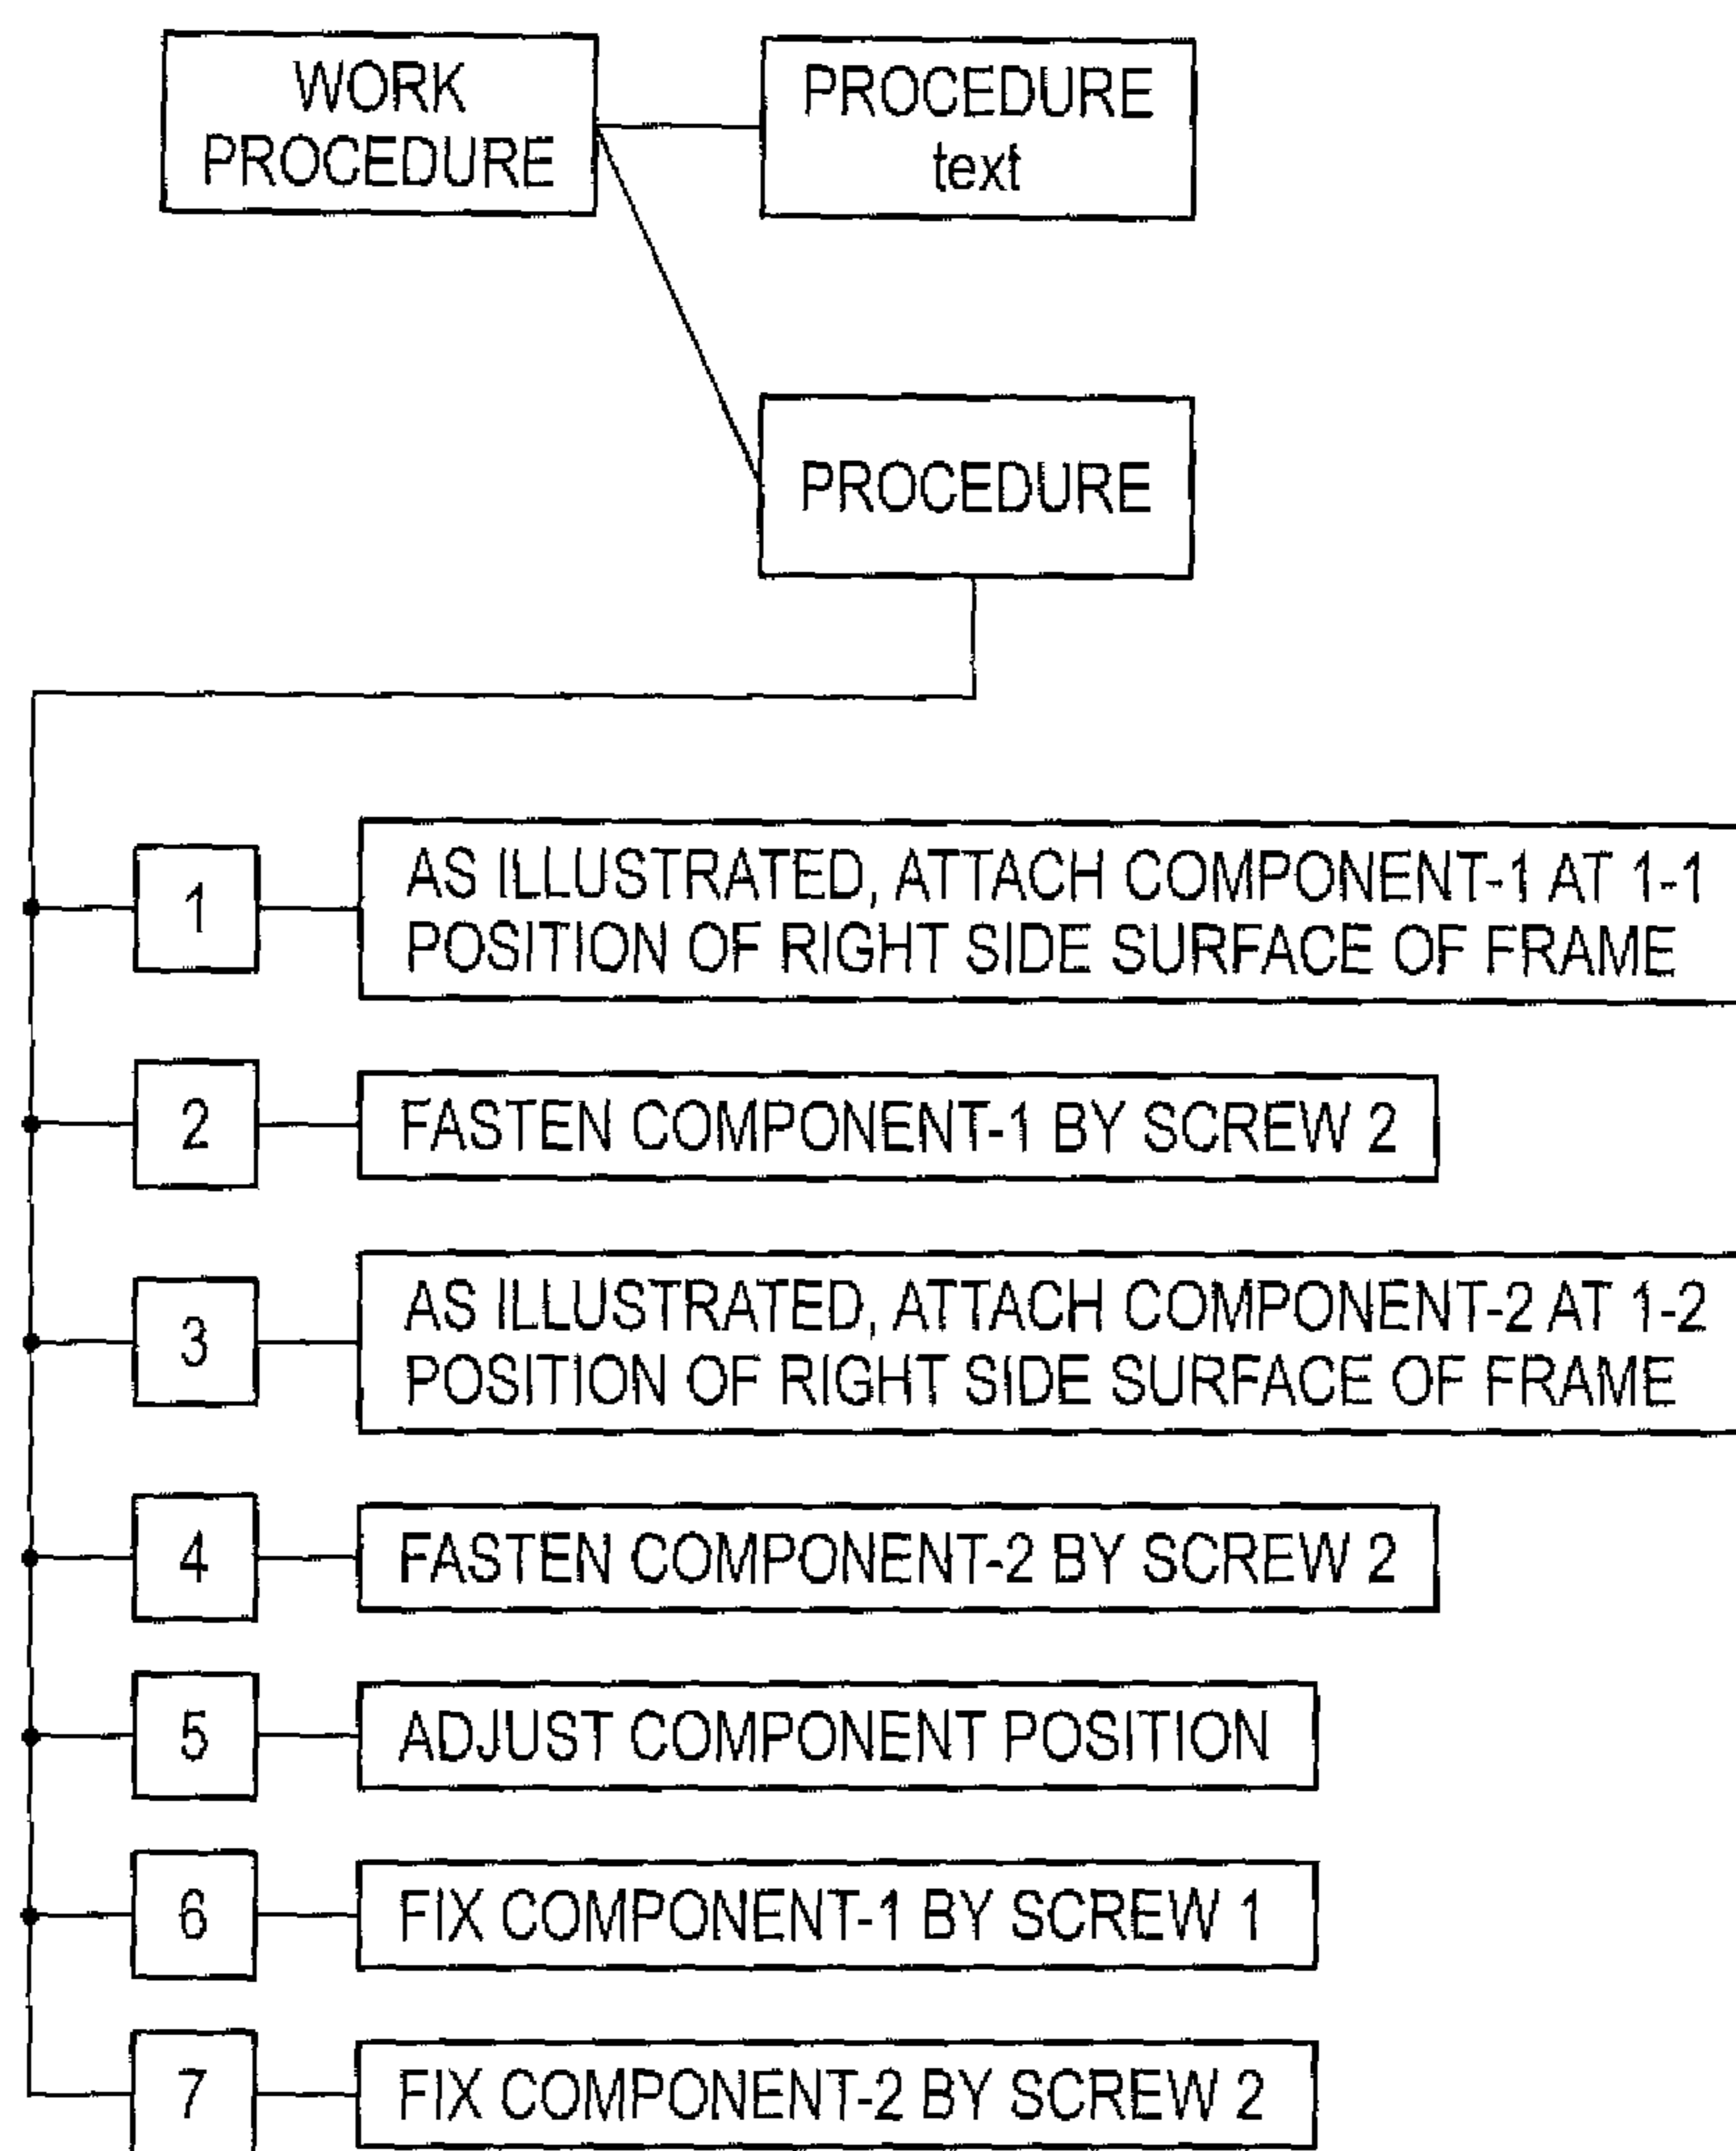 WORK
PROCEDURE
PROCEDURE
text
PROCEDURE
1
AS ILLUSTRATED, ATTACH COMPONENT-1 AT 1-1
POSITION OF RIGHT SIDE SURFACE OF FRAME
2
FASTEN COMPONENT-1 BY SCREW 2
3
AS ILLUSTRATED, ATTACH COMPONENT-2 AT 1-2
POSITION OF RIGHT SIDE SURFACE OF FRAME
4
FASTEN COMPONENT-2 BY SCREW 2
5
ADJUST COMPONENT POSITION
6
FIX COMPONENT-1 BY SCREW 1
7
FIX COMPONENT-2 BY SCREW 2